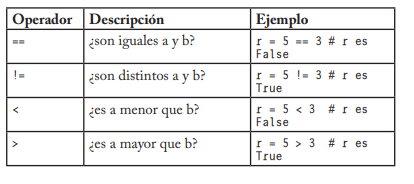 Operador Descripción Ejemplo
== ¿son iguales a y b? r = 5 == 3 # r es
False
!= ¿son distintos a y b? r = 5 != 3 # r es
True
< ¿es a menor que b? r = 5 < 3 # r es
False
> ¿es a mayor que b? r = 5 > 3 # r es
True